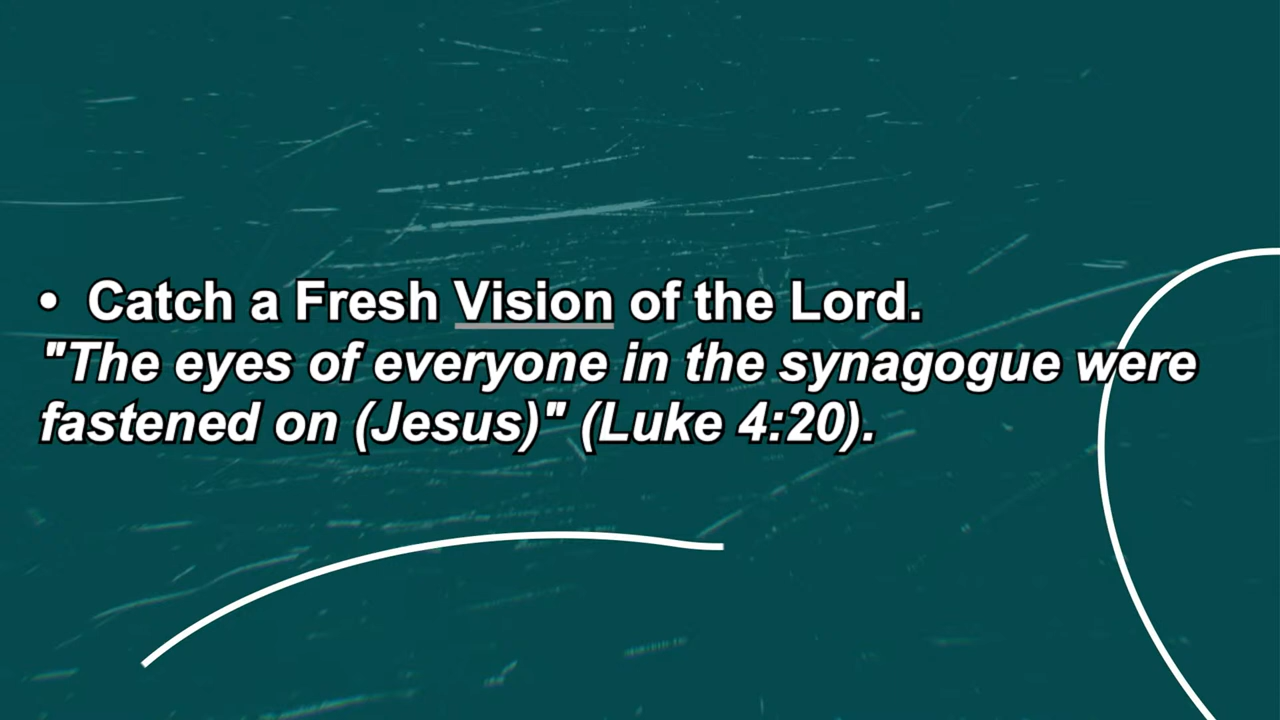 • Catch a Fresh Vision of the Lord.
"The eyes of everyone in the synagogue were
fastened on (Jesus)" (Luke 4:20).